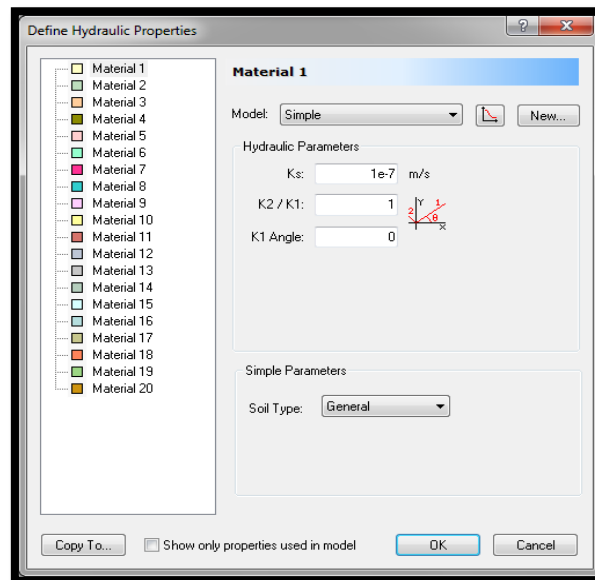 Define Hydraulic Properties
?
Material 1
Material 2
Material 3
Material 4
Material 5
Material 6
Material 7
Material 8
Material 9
Material 10
Material 11
Material 12
Material 13
Material 14
Material 15
Material 16
Material 17
Material 18
Material 19
Material 20
Material 1
Model: Simple New...
Hydraulic Parameters
Ks: 1e-7 m/s
K2 / K1: 1
K1 Angle: 0
Y 1
2 θ
X
Simple Parameters
Soil Type: General
Copy To... Show only properties used in model OK Cancel